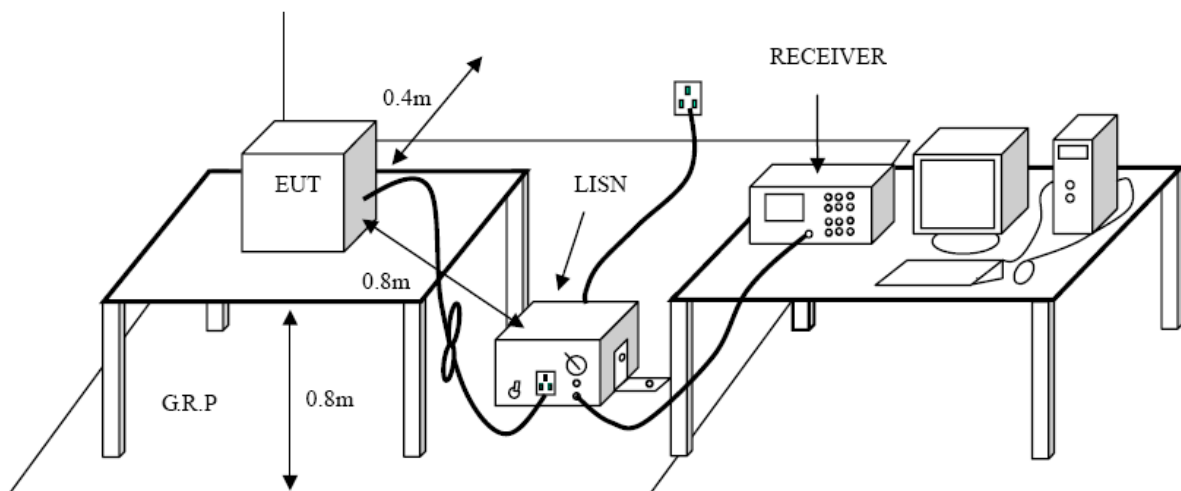 RECEIVER
0.4m
EUT
LISN
0.8m
G.R.P
0.8m